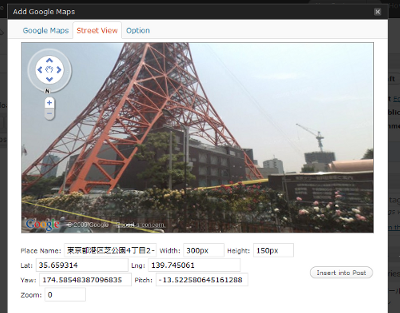 Add Google Maps
Google Maps Street View Option
N
Google © 2009 Google
Place Name: 東京都港区芝公園4丁目2− Width: 300px Height: 150px
Lat: 35.659314 Lng: 139.745061
Insert into Post
Yaw: 174.58548387096835 Pitch: -13.522580645161288
Zoom: 0